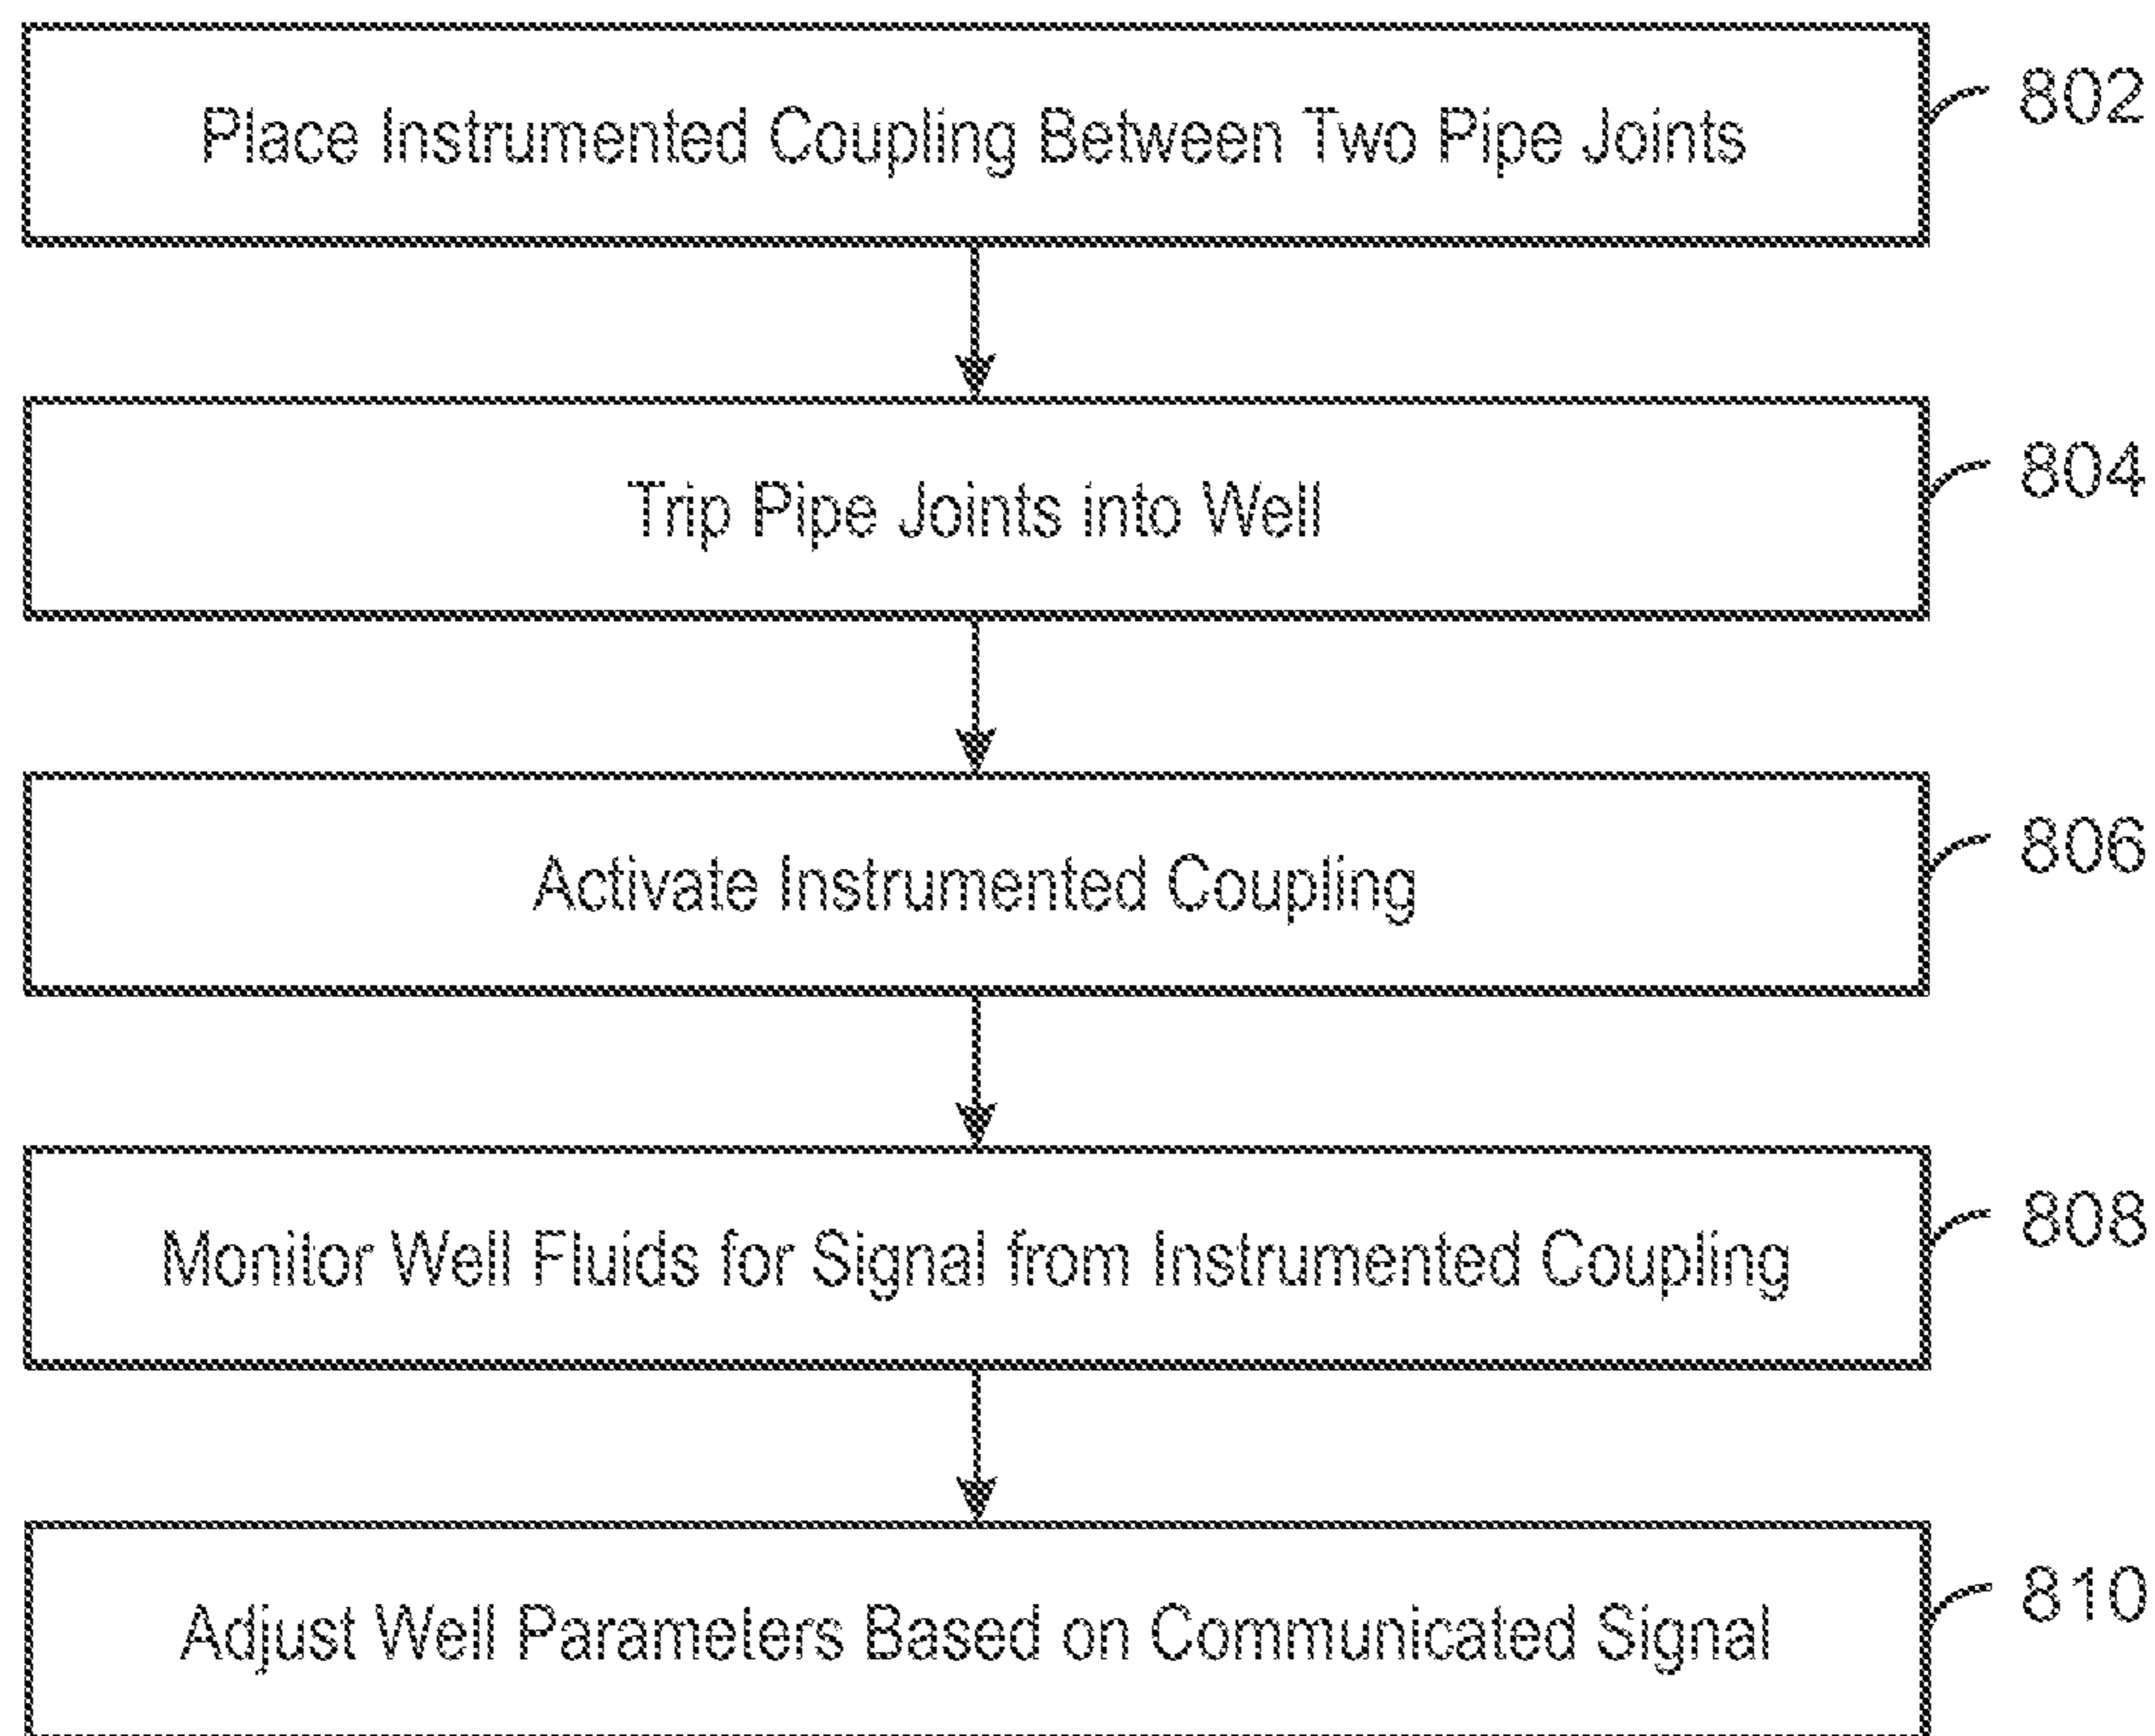 Place Instrumented Coupling Between Two Pipe Joints
802
Trip Pipe Joints into Well
804
Activate Instrumented Coupling
806
Monitor Well Fluids for Signal from Instrumented Coupling
808
Adjust Well Parameters Based on Communicated Signal
810